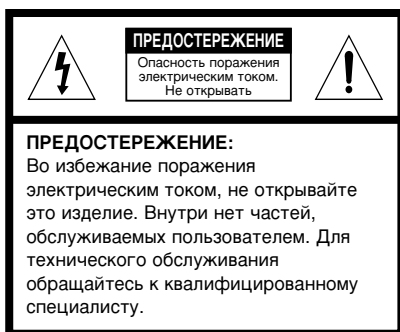 ПРЕДОСТЕРЕЖЕНИЕ
Опасность поражения
электрическим током.
Не открывать
ПРЕДОСТЕРЕЖЕНИЕ:
Во избежание поражения
электрическим током, не открывайте
это изделие. Внутри нет частей,
обслуживаемых пользователем. Для
технического обслуживания
обращайтесь к квалифицированному
специалисту.